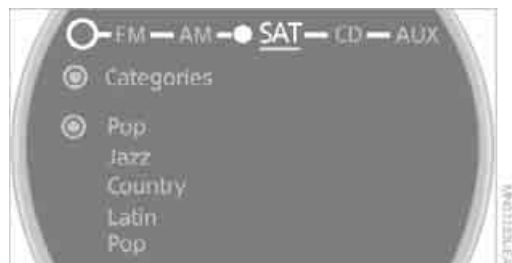 FM AM SAT CD AUX
Categories
Pop
Jazz
Country
Latin
Pop